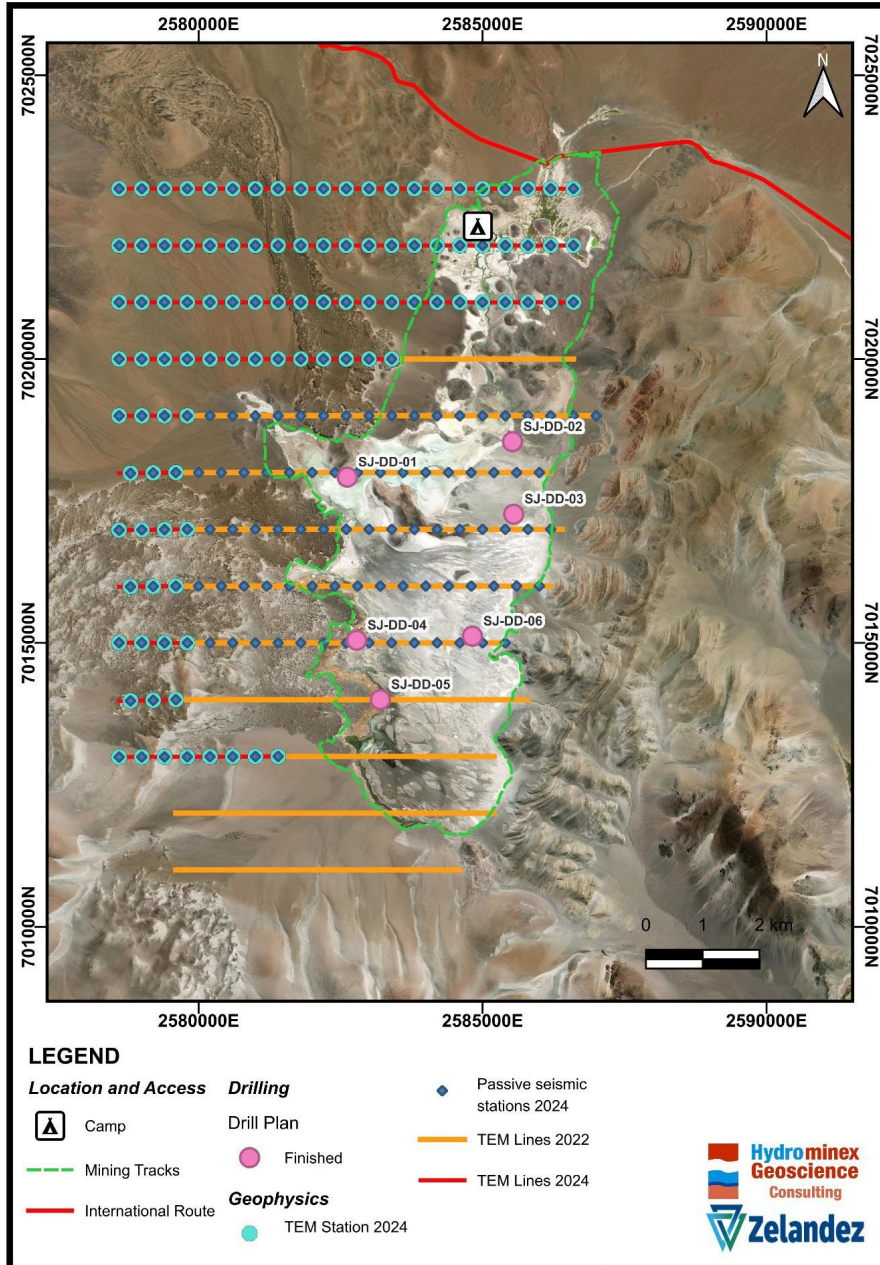 2580000E 2585000E 2590000E
7025000N 7025000N
N
7020000N 7020000N
SJ-DD-02
SJ-DD-01
SJ-DD-03
7015000N 7015000N
SJ-DD-04 SJ-DD-06
SJ-DD-05
7010000N 7010000N
0 1 2 km
2580000E 2585000E 2590000E
LEGEND
Location and Access
Camp
Mining Tracks
International Route
Drilling
Drill Plan
Finished
Geophysics
TEM Station 2024
Passive seismic
stations 2024
TEM Lines 2022
TEM Lines 2024
Hydrominex
Geoscience
Consulting
Zelandez